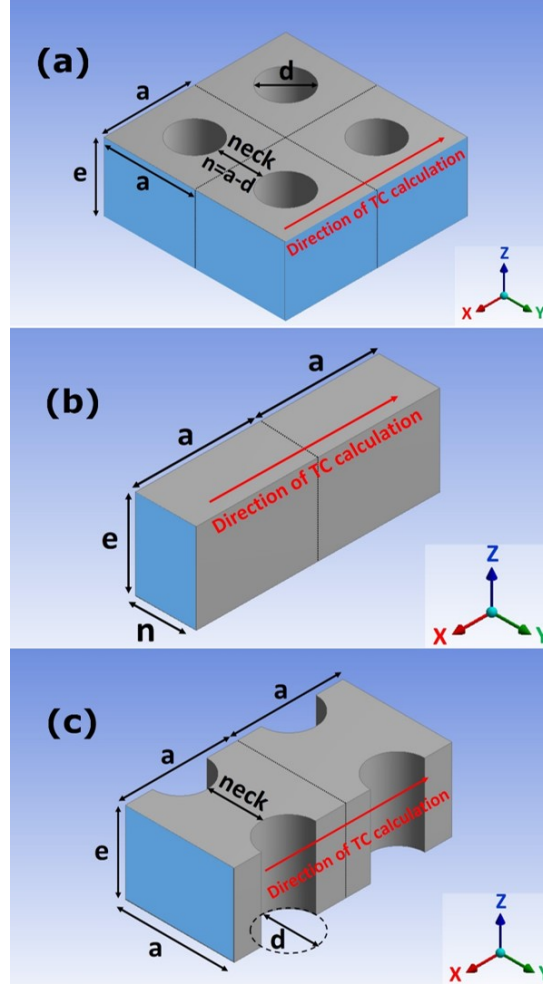 (a)
a
d
e
a
neck
n=a-d
Direction of TC calculation
Z
X
Y
(b)
a
a
e
n
Direction of TC calculation
Z
X
Y
(c)
a
a
neck
e
a
d
Direction of TC calculation
Z
X
Y